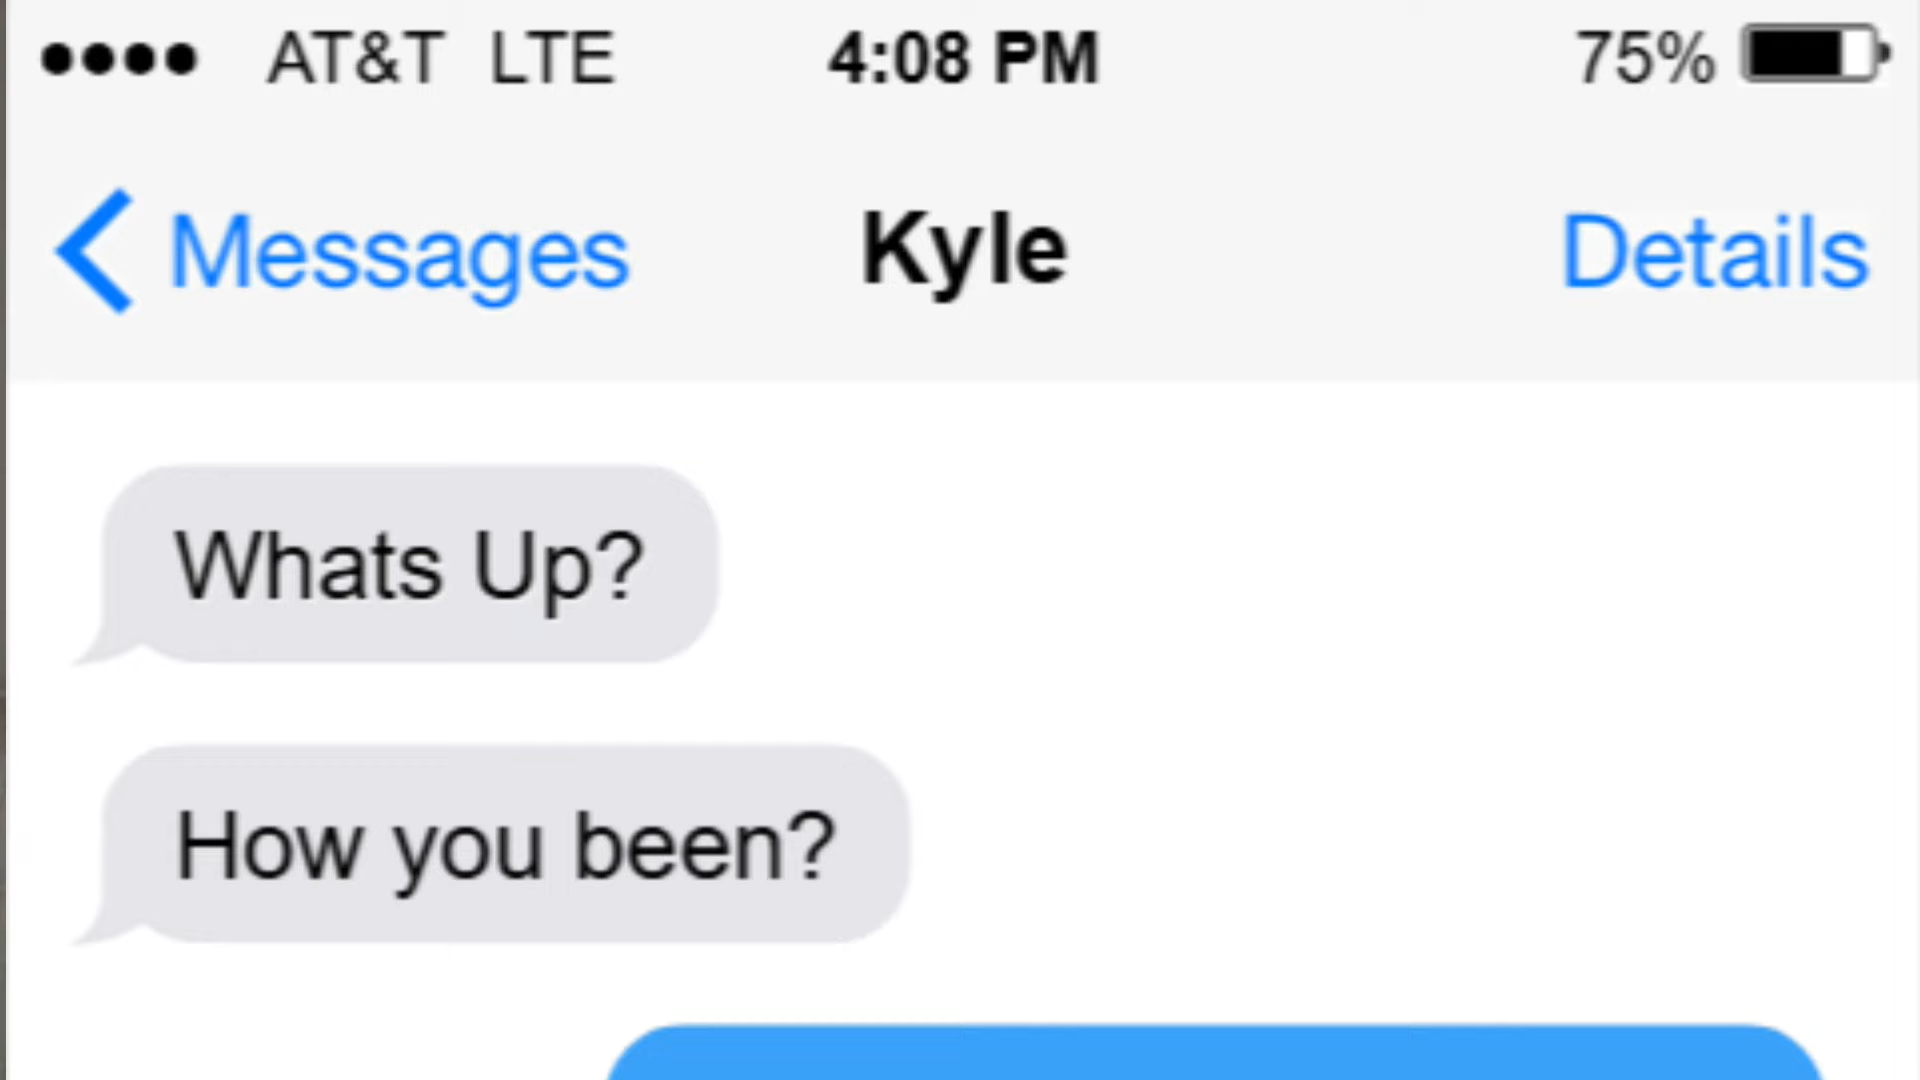 AT&T LTE 4:08 PM 75%
Messages Kyle Details
Whats Up?
How you been?